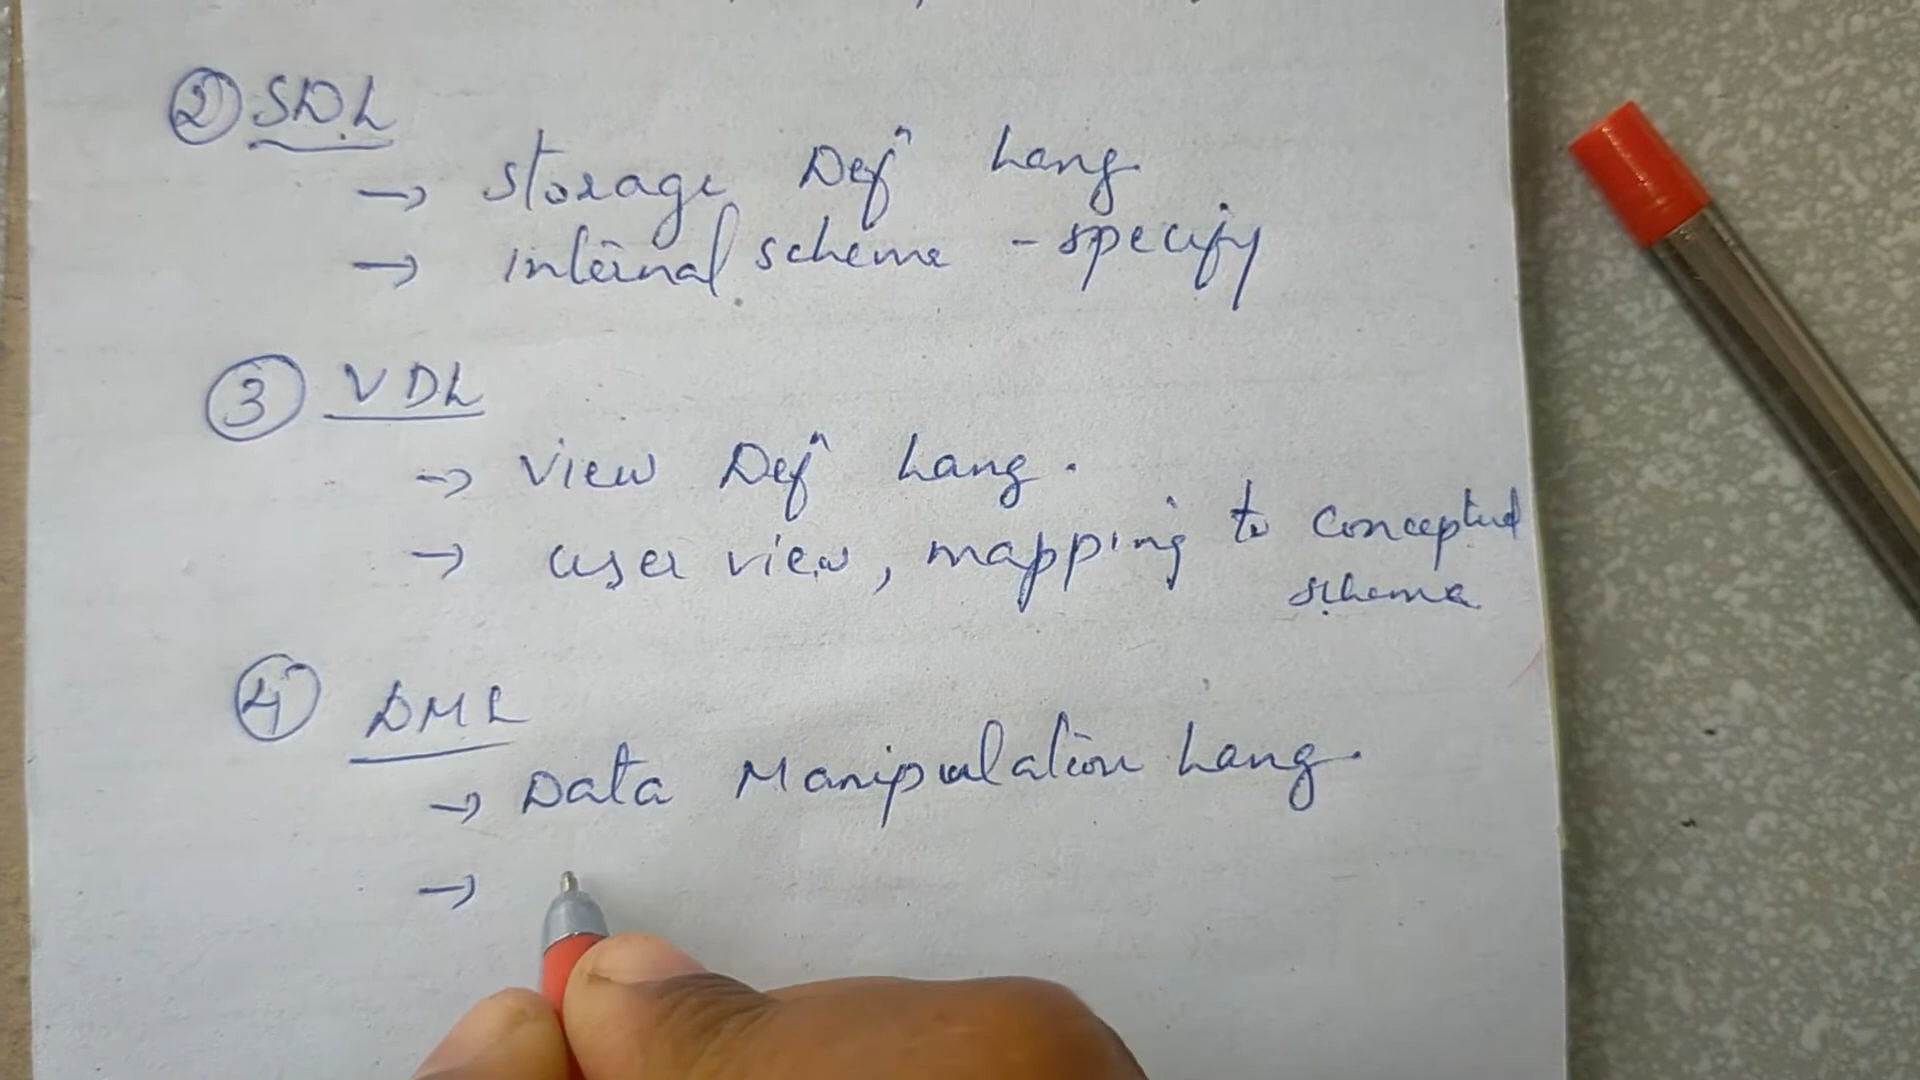 ② SDL
→ Storage Defⁿ Lang
→ internal schema - specify
③ VDL
→ View Defⁿ Lang.
→ user view, mapping to conceptual
schema
④ DML
→ Data Manipulation Lang.
→